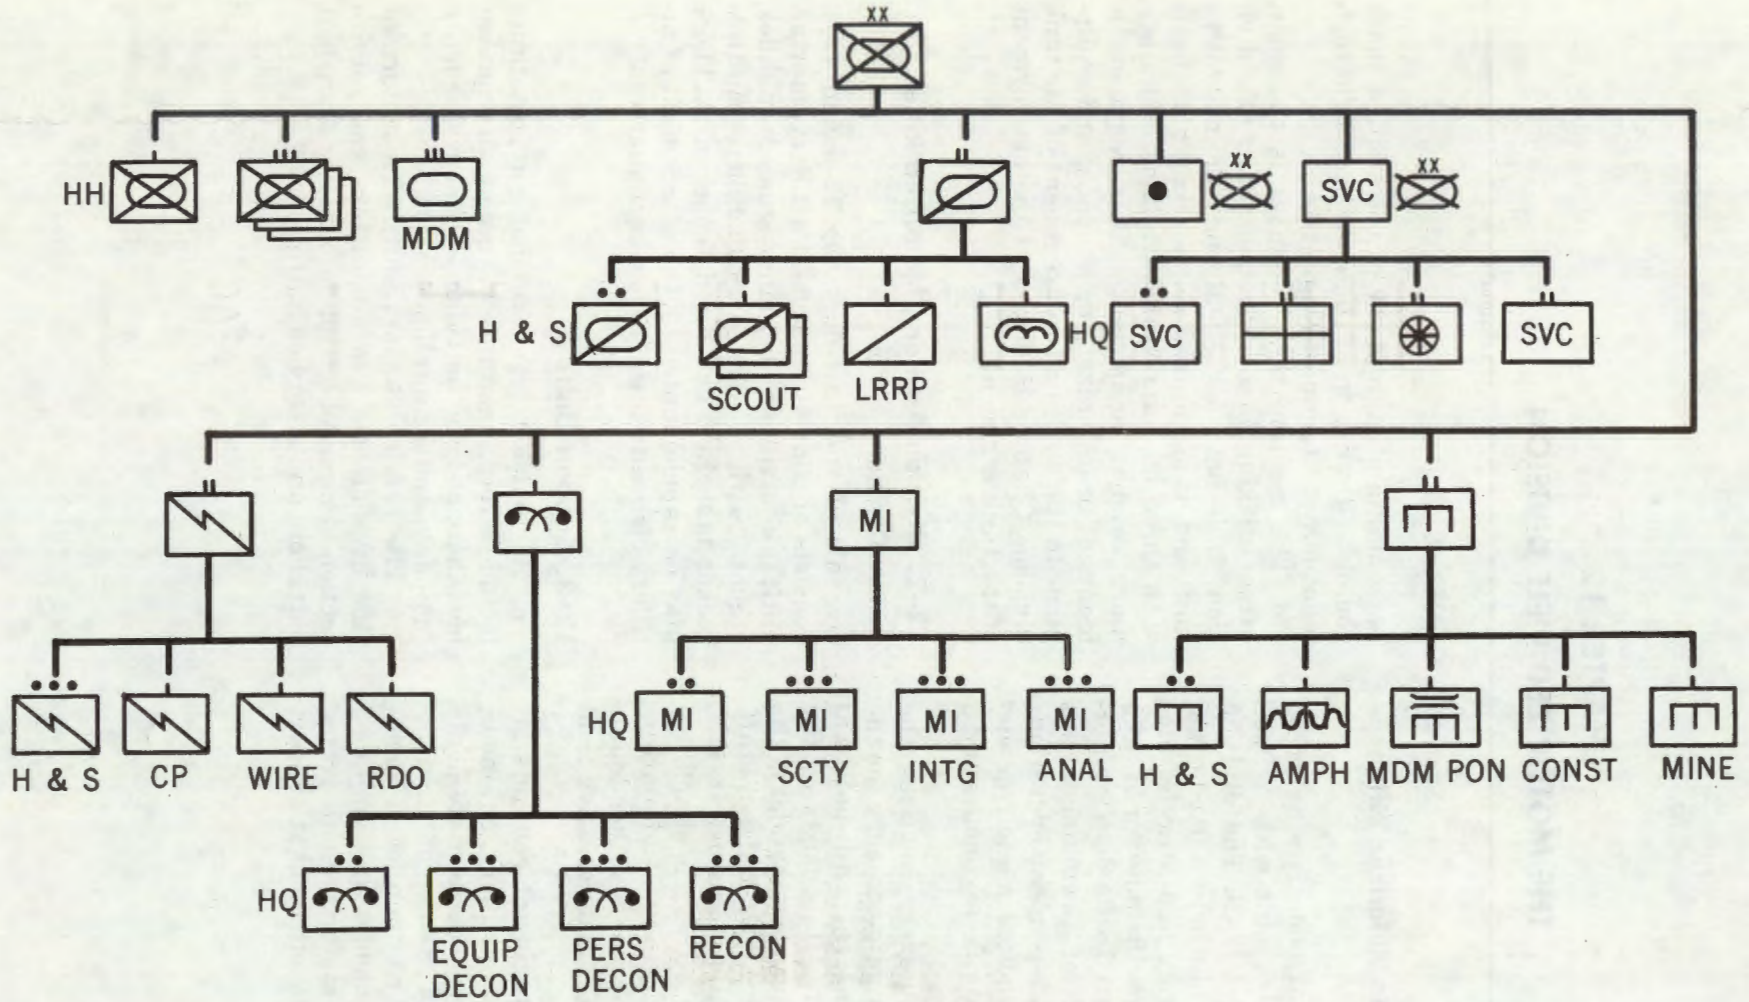 XX
HH
MDM
XX
SVC
XX
H & S
SCOUT
LRRP
HQ
SVC
SVC
MI
H & S
CP
WIRE
RDO
HQ
MI
MI
SCTY
MI
INTG
MI
ANAL
H & S
AMPH
MDM PON
CONST
MINE
HQ
EQUIP
DECON
PERS
DECON
RECON